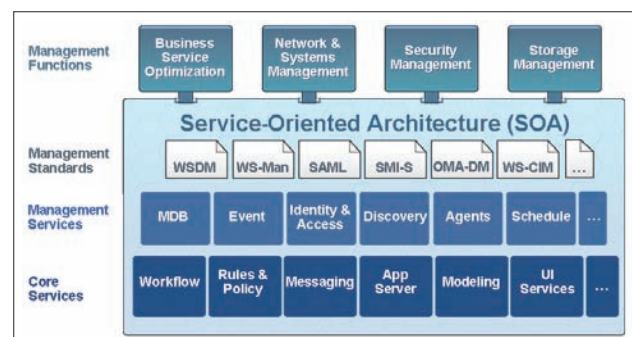 Management Functions
Business Service Optimization
Network & Systems Management
Security Management
Storage Management
Service-Oriented Architecture (SOA)
Management Standards
WSDM
WS-Man
SAML
SMI-S
OMA-DM
WS-CIM
...
Management Services
MDB
Event
Identity & Access
Discovery
Agents
Schedule
...
Core Services
Workflow
Rules & Policy
Messaging
App Server
Modeling
UI Services
...